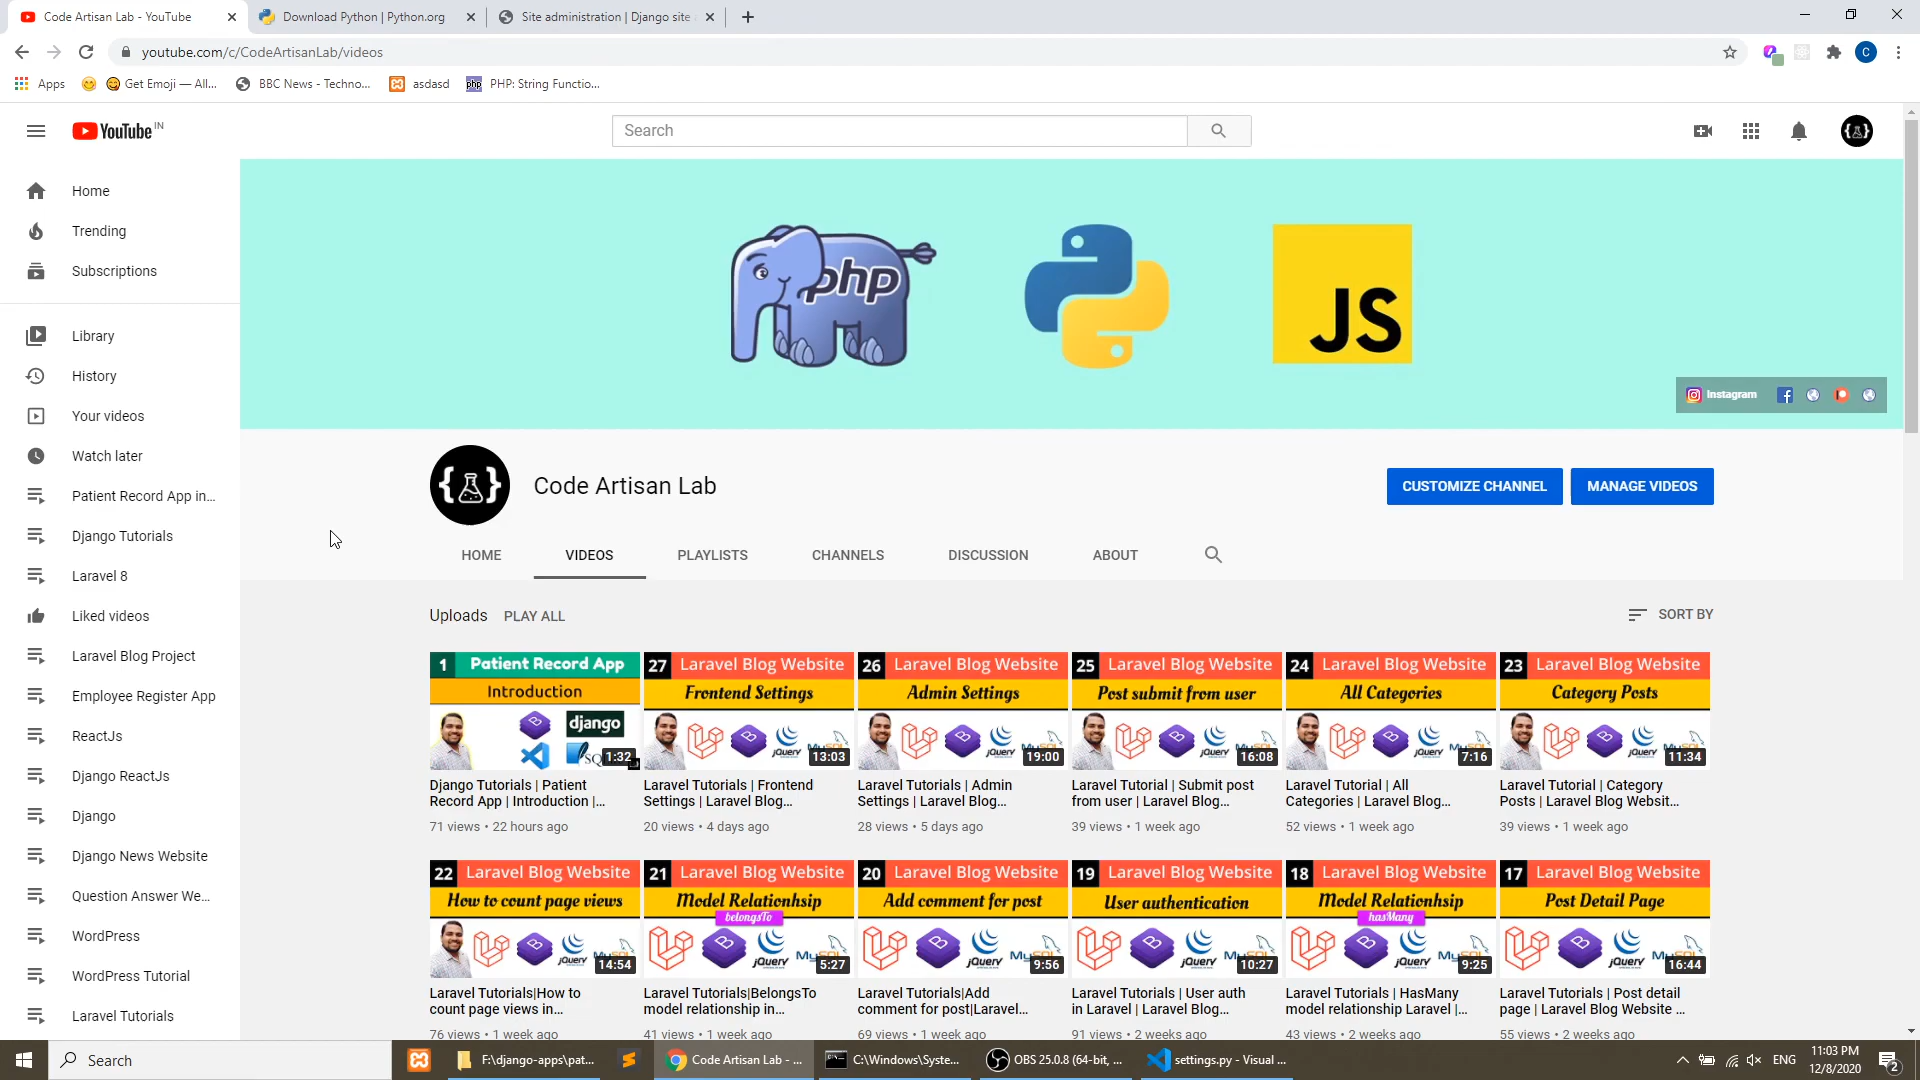 Code Artisan Lab - YouTube
Download Python | Python.org
Site administration | Django site
youtube.com/c/CodeArtisanLab/videos
C
Apps
Get Emoji — All...
BBC News - Techno...
asdasd
php
PHP: String Functio...
YouTube IN
Search
Home
Trending
Subscriptions
Library
History
Your videos
Watch later
Patient Record App in...
Django Tutorials
Laravel 8
Liked videos
Laravel Blog Project
Employee Register App
ReactJs
Django ReactJs
Django
Django News Website
Question Answer We...
WordPress
WordPress Tutorial
Laravel Tutorials
php
JS
Instagram
Code Artisan Lab
CUSTOMIZE CHANNEL
MANAGE VIDEOS
HOME
VIDEOS
PLAYLISTS
CHANNELS
DISCUSSION
ABOUT
Uploads
PLAY ALL
SORT BY
1 Patient Record App
Introduction
django
1:32
Django Tutorials | Patient
Record App | Introduction |...
71 views • 22 hours ago
27 Laravel Blog Website
Frontend Settings
jQuery
13:03
Laravel Tutorials | Frontend
Settings | Laravel Blog...
20 views • 4 days ago
26 Laravel Blog Website
Admin Settings
jQuery
19:00
Laravel Tutorials | Admin
Settings | Laravel Blog...
28 views • 5 days ago
25 Laravel Blog Website
Post submit from user
jQuery
16:08
Laravel Tutorial | Submit post
from user | Laravel Blog...
39 views • 1 week ago
24 Laravel Blog Website
All Categories
jQuery
7:16
Laravel Tutorial | All
Categories | Laravel Blog...
52 views • 1 week ago
23 Laravel Blog Website
Category Posts
jQuery
11:34
Laravel Tutorial | Category
Posts | Laravel Blog Websit...
39 views • 1 week ago
22 Laravel Blog Website
How to count page views
jQuery
14:54
Laravel Tutorials|How to
count page views in...
76 views • 1 week ago
21 Laravel Blog Website
Model Relationhsip
belongsTo
jQuery
5:27
Laravel Tutorials|BelongsTo
model relationship in...
41 views • 1 week ago
20 Laravel Blog Website
Add comment for post
jQuery
9:56
Laravel Tutorials|Add
comment for post|Laravel...
69 views • 1 week ago
19 Laravel Blog Website
User authentication
jQuery
10:27
Laravel Tutorials | User auth
in Laravel | Laravel Blog...
91 views • 2 weeks ago
18 Laravel Blog Website
Model Relationhsip
hasMany
jQuery
9:25
Laravel Tutorials | HasMany
model relationship Laravel |...
43 views • 2 weeks ago
17 Laravel Blog Website
Post Detail Page
jQuery
16:44
Laravel Tutorials | Post detail
page | Laravel Blog Website ...
55 views • 2 weeks ago
Search
F:\django-apps\pat...
Code Artisan Lab - ...
C:\Windows\Syste...
OBS 25.0.8 (64-bit, ...
settings.py - Visual ...
ENG
11:03 PM
12/8/2020
2